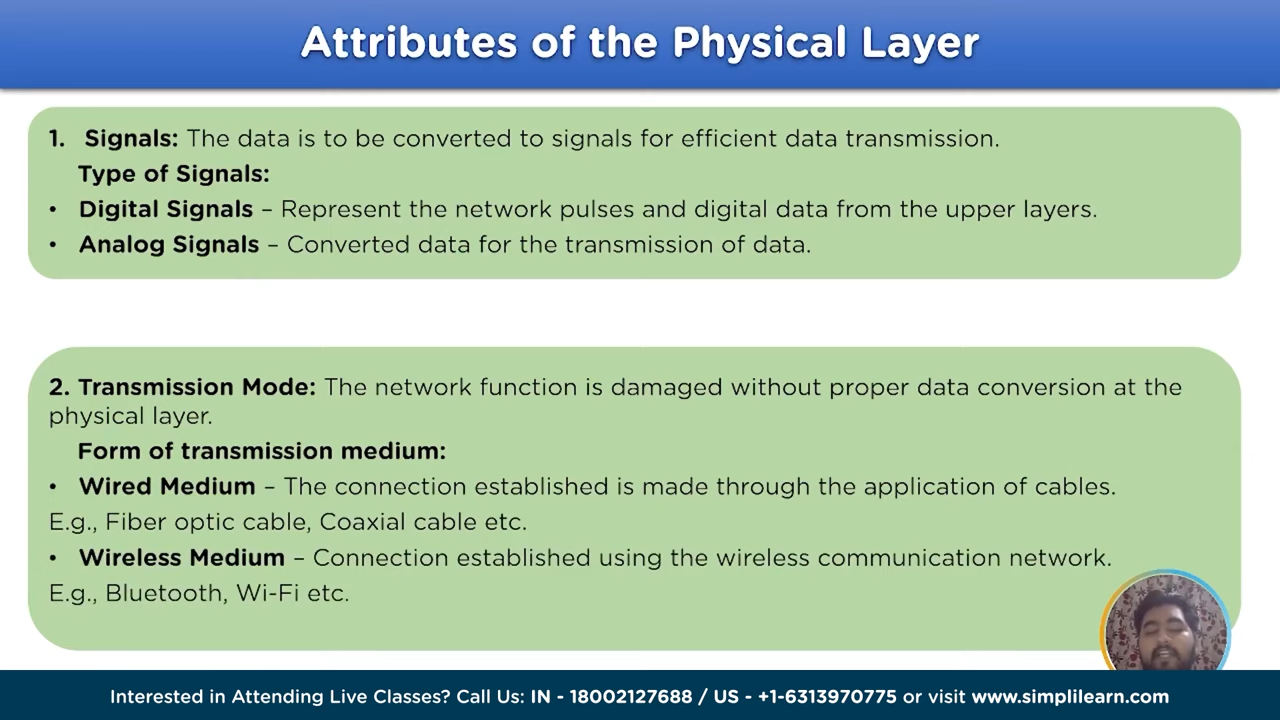 Attributes of the Physical Layer
1. Signals: The data is to be converted to signals for efficient data transmission.
Type of Signals:
• Digital Signals – Represent the network pulses and digital data from the upper layers.
• Analog Signals – Converted data for the transmission of data.
2. Transmission Mode: The network function is damaged without proper data conversion at the
physical layer.
Form of transmission medium:
• Wired Medium – The connection established is made through the application of cables.
E.g., Fiber optic cable, Coaxial cable etc.
• Wireless Medium – Connection established using the wireless communication network.
E.g., Bluetooth, Wi-Fi etc.
Interested in Attending Live Classes? Call Us: IN - 18002127688 / US - +1-6313970775 or visit www.simplilearn.com